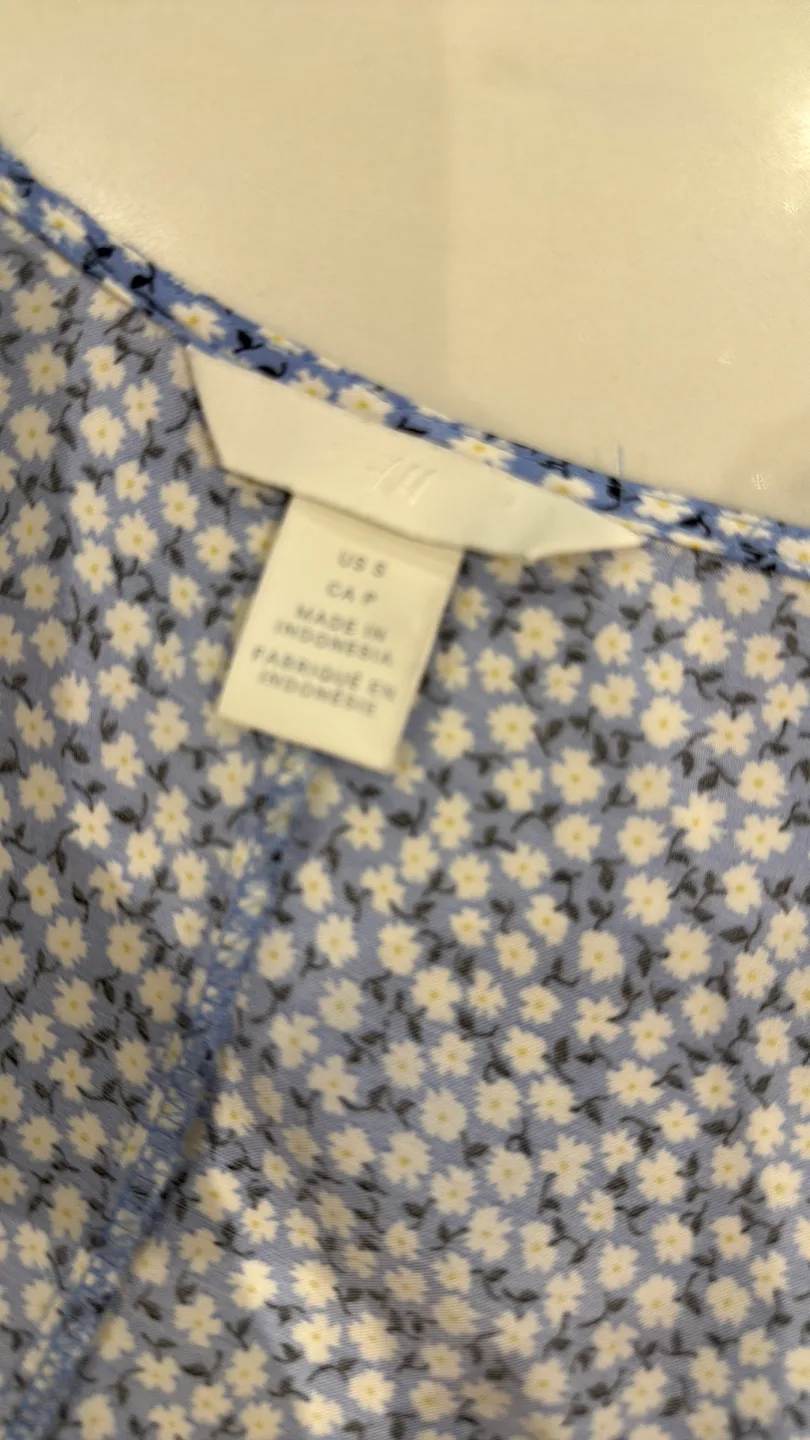 US S
CA P
MADE IN
INDONESIA
FABRIQUÉ EN
INDONÉSIE